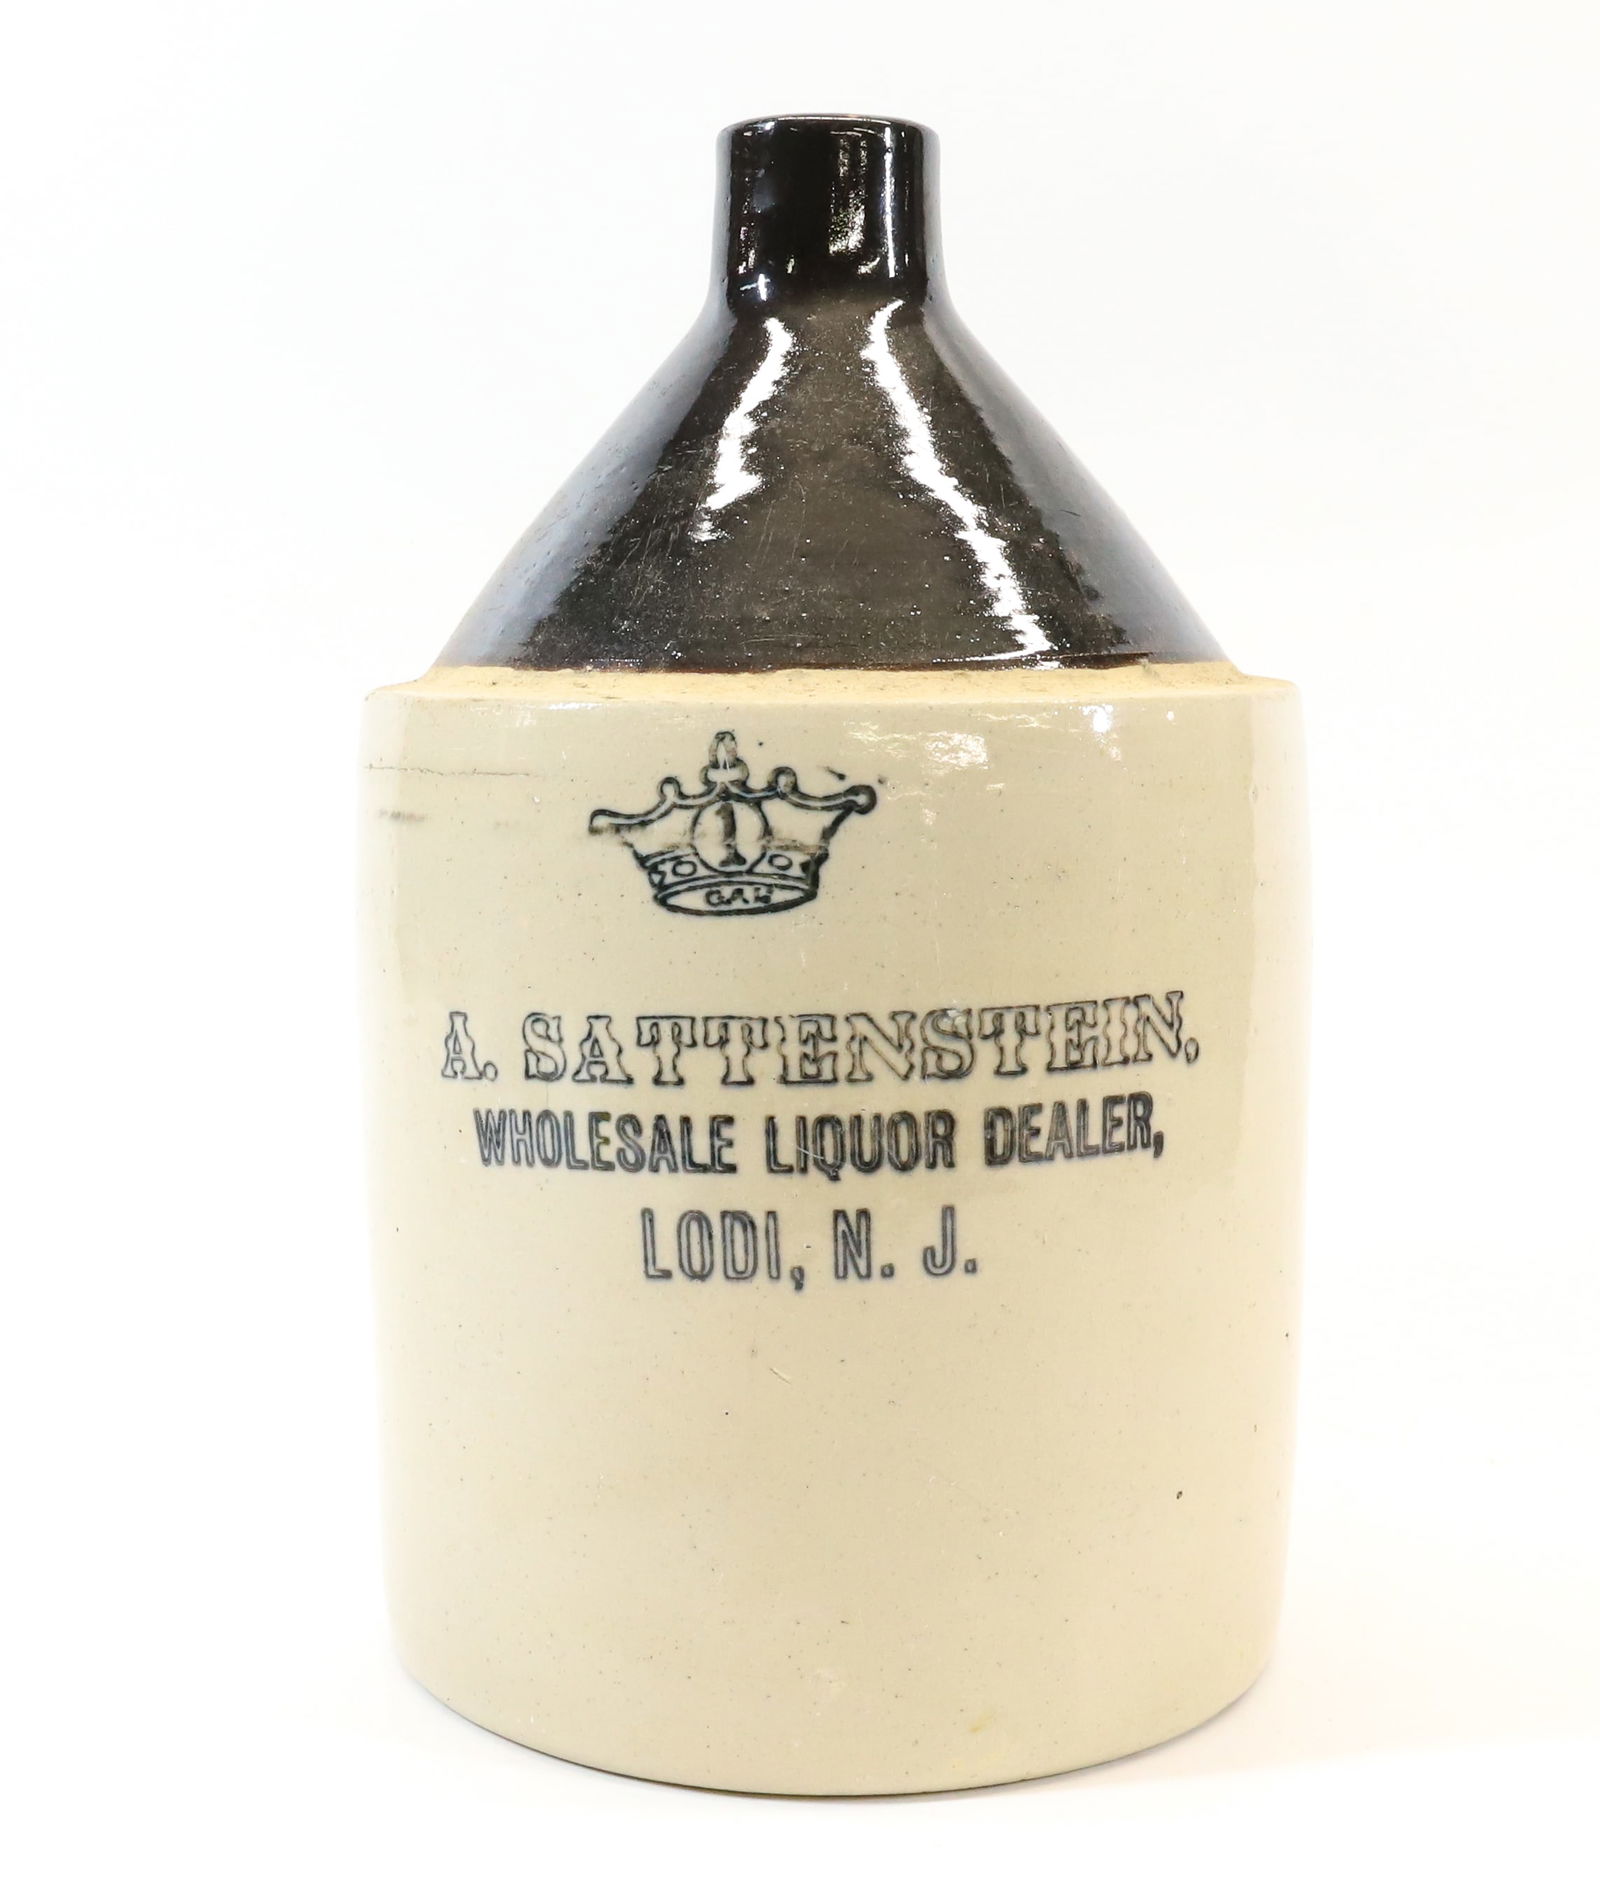 1
GAL
A. SATTENSTEIN,
WHOLESALE LIQUOR DEALER,
LODI, N. J.